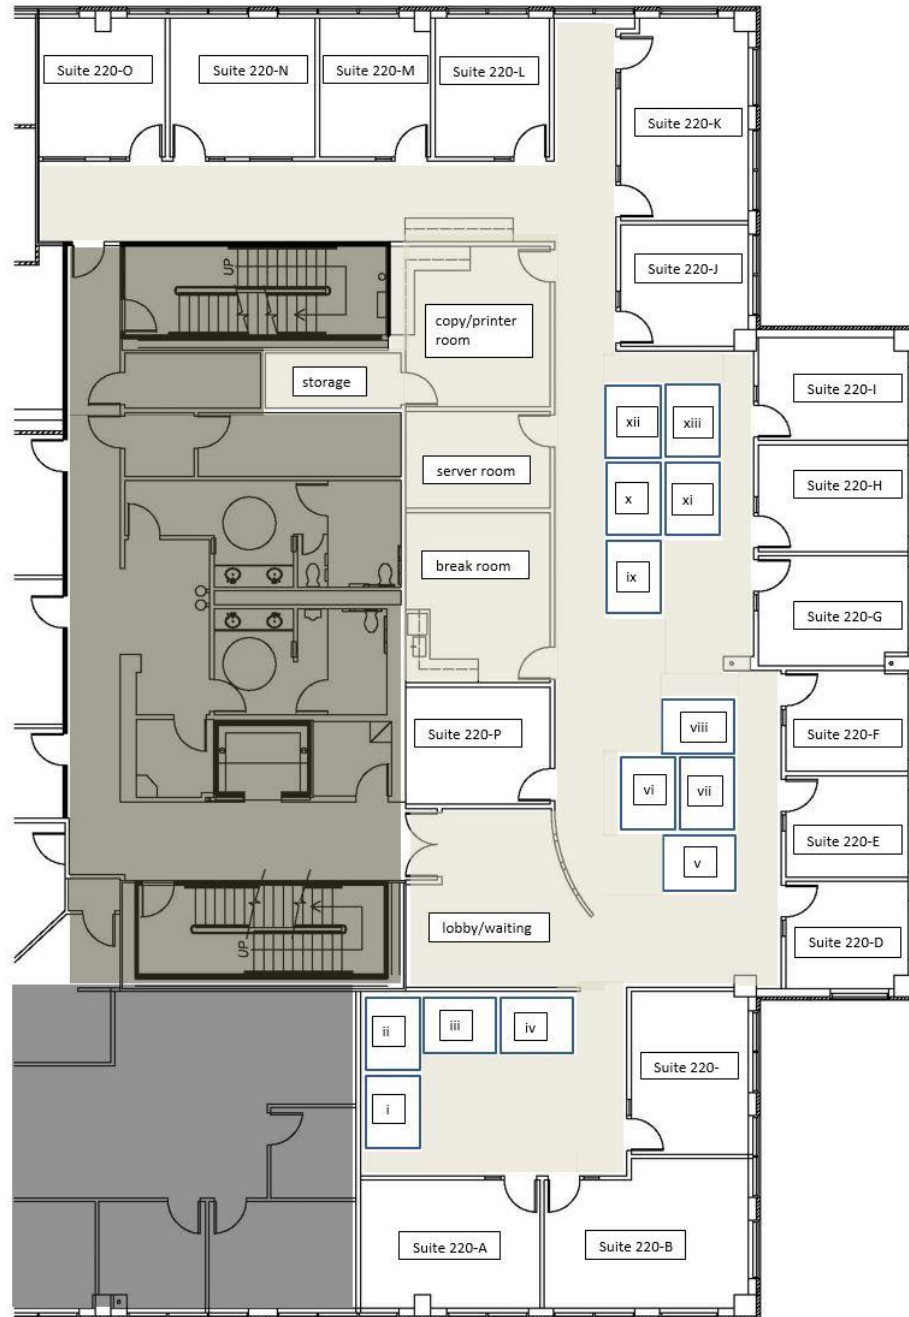 Suite 220-O
Suite 220-N
Suite 220-M
Suite 220-L
Suite 220-K
UP
Suite 220-J
copy/printer
room
storage
Suite 220-I
xii
xiii
server room
Suite 220-H
x
xi
break room
ix
Suite 220-G
Suite 220-P
viii
Suite 220-F
vi
vii
Suite 220-E
v
lobby/waiting
UP
Suite 220-D
ii
iii
iv
Suite 220-
i
Suite 220-A
Suite 220-B